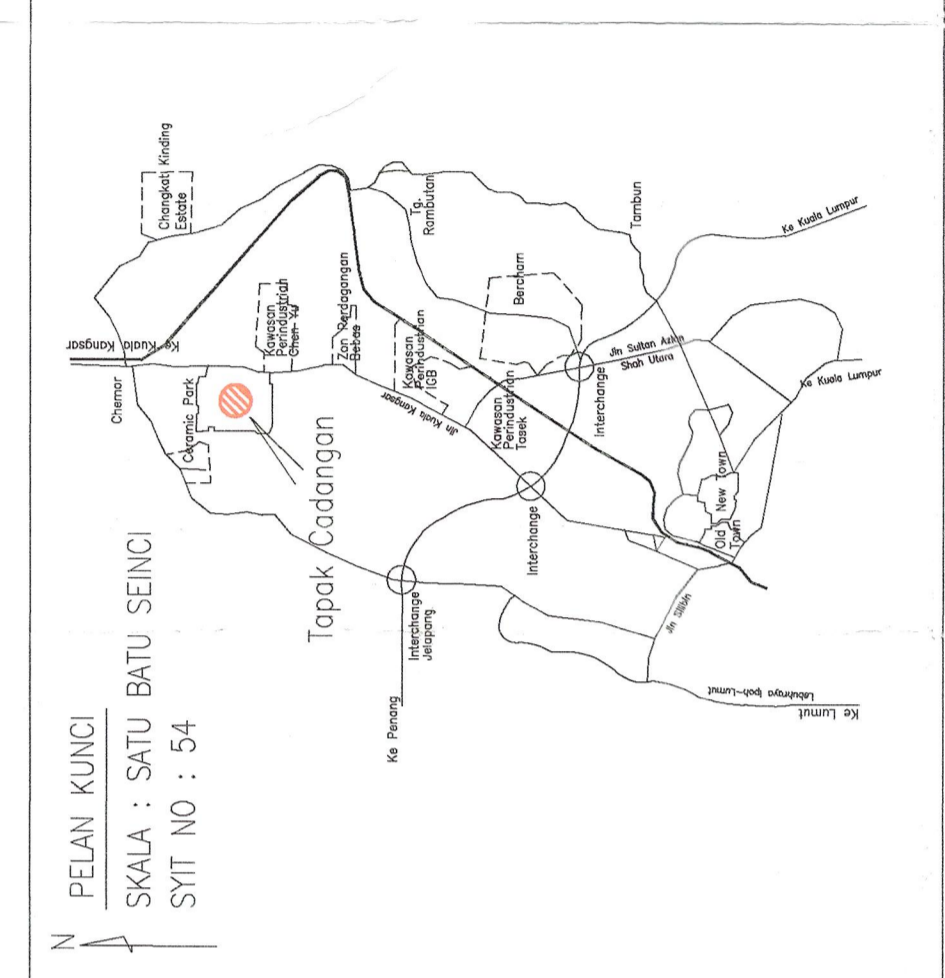 PELAN KUNCI
SKALA : SATU BATU SEINCI
SYIT NO : 54
N
Ke Kuala Kangsar
Chemor
Changkat Kinding
Estate
Ceramic Park
Tapak Cadangan
Kawasan
Perindustrian
Chen Yu
Zon Perdagangan
Bebas
Kawasan
Perindustrian
IGB
Jln Kuala Kangsar
Tg.
Rambutan
Bercham
Tambun
Ke Kuala Lumpur
Kawasan
Perindustrian
Tasek
Jln Sultan Azlan
Shah Utara
Interchange
Interchange
Interchange
Jelapang
Ke Penang
Ke Kuala Lumpur
New Town
Old
Town
Jln Silibin
Lebuhraya Ipoh-Lumut
Ke Lumut